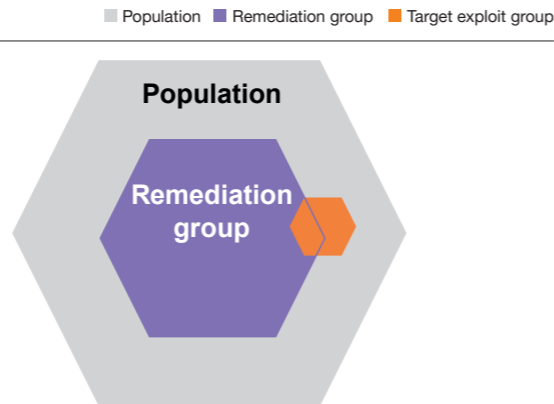 Population Remediation group Target exploit group
Population
Remediation
group